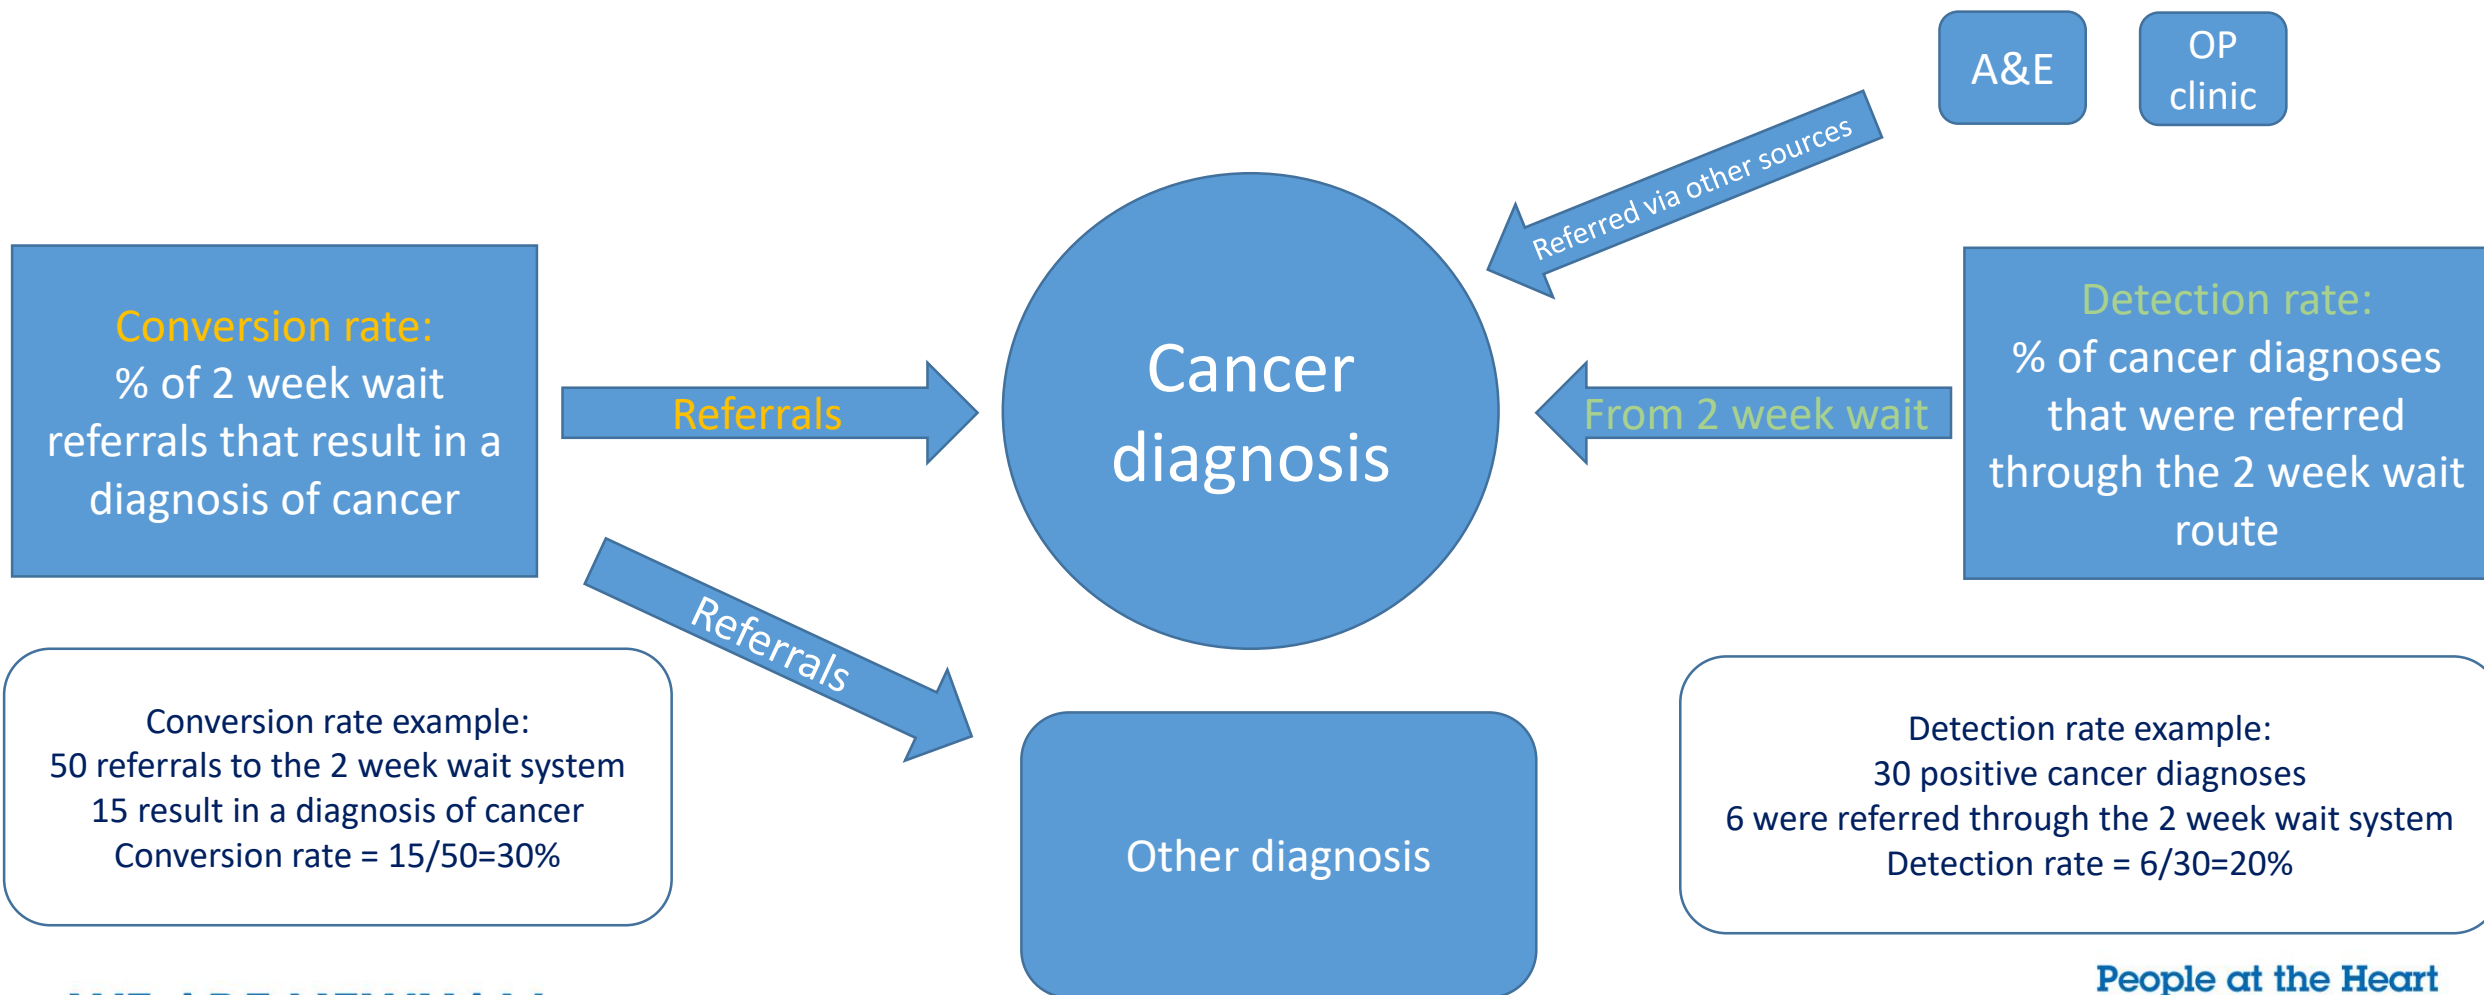 A&E
OP
clinic
Referred via other sources
Conversion rate:
% of 2 week wait
referrals that result in a
diagnosis of cancer
Referrals
Cancer
diagnosis
From 2 week wait
Detection rate:
% of cancer diagnoses
that were referred
through the 2 week wait
route
Referrals
Conversion rate example:
50 referrals to the 2 week wait system
15 result in a diagnosis of cancer
Conversion rate = 15/50=30%
Other diagnosis
Detection rate example:
30 positive cancer diagnoses
6 were referred through the 2 week wait system
Detection rate = 6/30=20%
People at the Heart